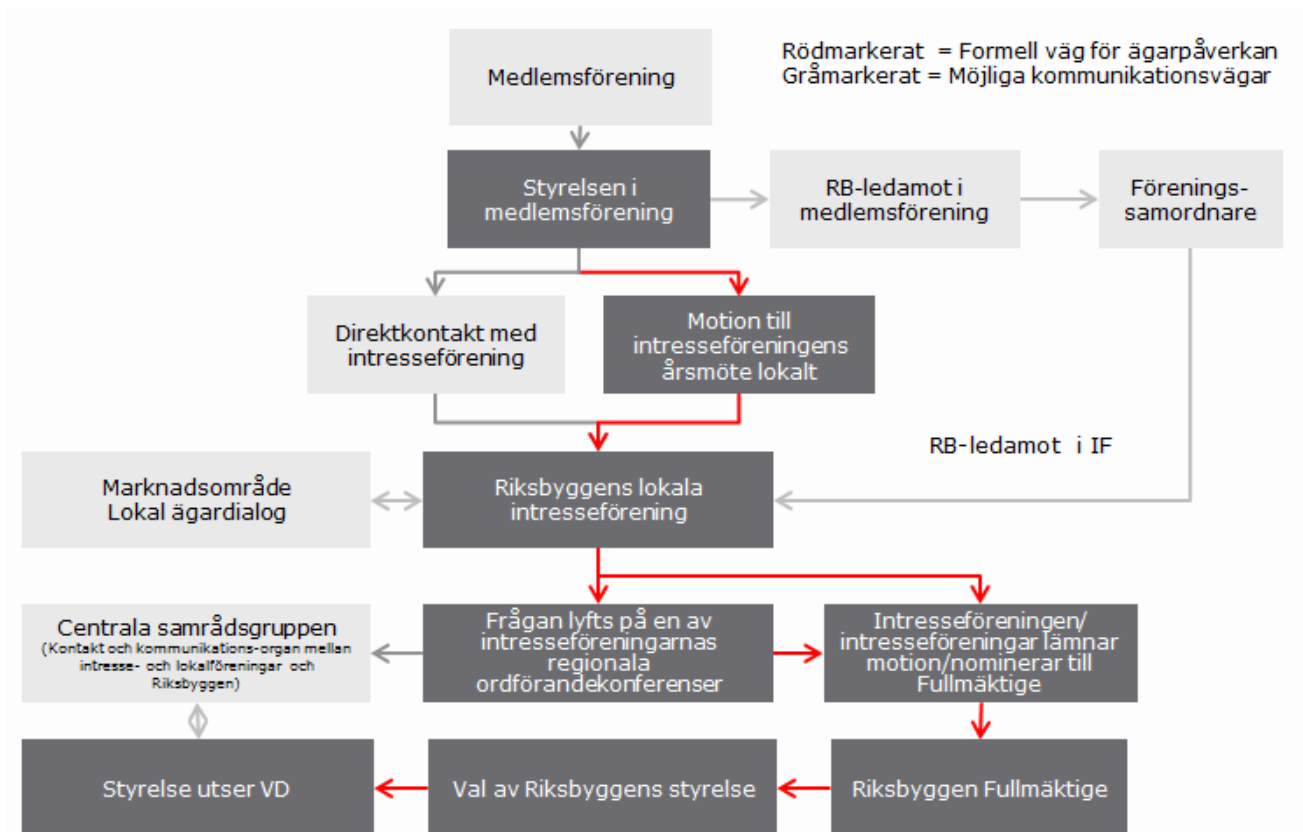 Rödmarkerat = Formell väg för ägarpåverkan
Gråmarkerat = Möjliga kommunikationsvägar
Medlemsförening
Styrelsen i
medlemsförening
RB-ledamot i
medlemsförening
Förenings-
samordnare
Direktkontakt med
intresseförening
Motion till
intresseföreningens
årsmöte lokalt
RB-ledamot i IF
Marknadsområde
Lokal ägardialog
Riksbyggens lokala
intresseförening
Centrala samrådsgruppen
(Kontakt och kommunikations-organ mellan
intresse- och lokalföreningar och
Riksbyggen)
Frågan lyfts på en av
intresseföreningarnas
regionala
ordförandekonferenser
Intresseföreningen/
intresseföreningar lämnar
motion/nominerar till
Fullmäktige
Styrelse utser VD
Val av Riksbyggens styrelse
Riksbyggen Fullmäktige